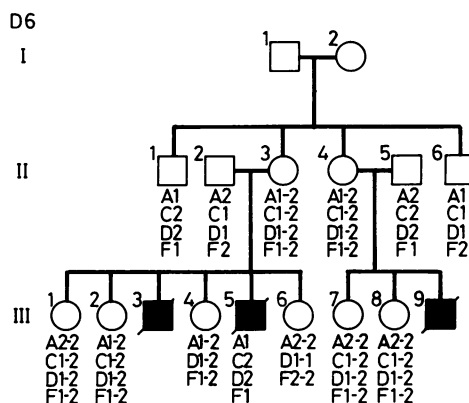 D6
I
1 2
II
1 2 3 4 5 6
A1 A2 A1-2 A1-2 A2 A1
C2 C1 C1-2 C1-2 C2 C1
D2 D1 D1-2 D1-2 D2 D1
F1 F2 F1-2 F1-2 F1 F2
III
1 2 3 4 5 6 7 8 9
A2-2 A1-2 A1-2 A1 A2-2 A2-2 A2-2
C1-2 C1-2 D1-2 C2 D1-1 C1-2 C1-2
D1-2 D1-2 F1-2 D2 F2-2 D1-2 D1-2
F1-2 F1-2 F1 F1-2 F1-2